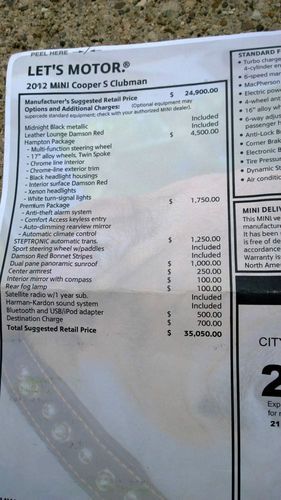 PEEL HERE
LET'S MOTOR.®
2012 MINI Cooper S Clubman
Manufacturer's Suggested Retail Price $ 24,900.00
Options and Additional Charges: (Optional equipment may
supercede standard equipment; check with your authorized MINI dealer).
Midnight Black metallic Included
Leather Lounge Damson Red Included
Hampton Package $ 4,500.00
- Multi-function steering wheel
- 17" alloy wheels, Twin Spoke
- Chrome line interior
- Chrome-line exterior trim
- Black headlight housings
- Interior surface Damson Red
- Xenon headlights
- White turn-signal lights
Premium Package $ 1,750.00
- Anti-theft alarm system
- Comfort Access keyless entry
- Auto-dimming rearview mirror
- Automatic climate control
STEPTRONIC automatic trans. $ 1,250.00
Sport steering wheel w/paddles Included
Damson Red Bonnet Stripes Included
Dual pane panoramic sunroof $ 1,000.00
Center armrest $ 250.00
Interior mirror with compass $ 100.00
Rear fog lamp $ 100.00
Satellite radio w/1 year sub. Included
Harman-Kardon sound system Included
Bluetooth and USB/iPod adapter $ 500.00
Destination Charge $ 700.00
Total Suggested Retail Price $ 35,050.00
STANDARD F
• Turbo charge
4-cylinder en
• 6-speed man
• MacPherson
• Electric powe
• 4-wheel ant
• 16" alloy wh
• 6-way adjus
passenger f
• Anti-Lock B
• Corner Brak
• Electronic B
• Tire Pressu
• Dynamic St
• Air conditio
MINI DELIV
This MINI ve
manufactur
It has been
is free of de
accordance
Warranty is
North Amer
CITY
2
Exp
for r
21